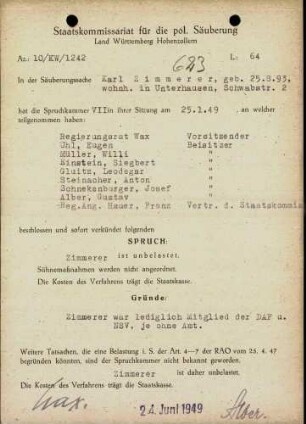 Staatskommissariat für die pol. Säuberung
Land Württemberg Hohenzollern
Az.: 10/KW/1242
L: 64
623
In der Säuberungssache Karl Zimmerer, geb. 25.8.93,
wohnh. in Unterhausen, Schwabstr. 2
hat die Spruchkammer VII in ihrer Sitzung am 25.1.49 , an welcher
teilgenommen haben:
Regierungsrat Wax Vorsitzender
Uhl, Eugen Beisitzer
Müller, Willi "
Einstein, Siegbert "
Gluitz, Leodegar "
Steinacher, Anton "
Schnekenburger, Josef "
Alber, Gustav "
Reg.Ang. Hauer, Franz Vertr. d. Staatskommis
beschlossen und sofort verkündet folgenden
SPRUCH:
Zimmerer ist unbelastet.
Sühnemaßnahmen werden nicht angeordnet.
Die Kosten des Verfahrens trägt die Staatskasse.
Gründe:
Zimmerer war lediglich Mitglied der DAF u.
NSV. je ohne Amt.
Weitere Tatsachen, die eine Belastung i. S. der Art. 4—7 der RAO vom 25. 4. 47
begründen könnten, sind der Spruchkammer nicht bekannt geworden.
Zimmerer ist daher unbelastet.
Die Kosten des Verfahrens trägt die Staatskasse.
Wax.
24. Juni 1949
Alber.